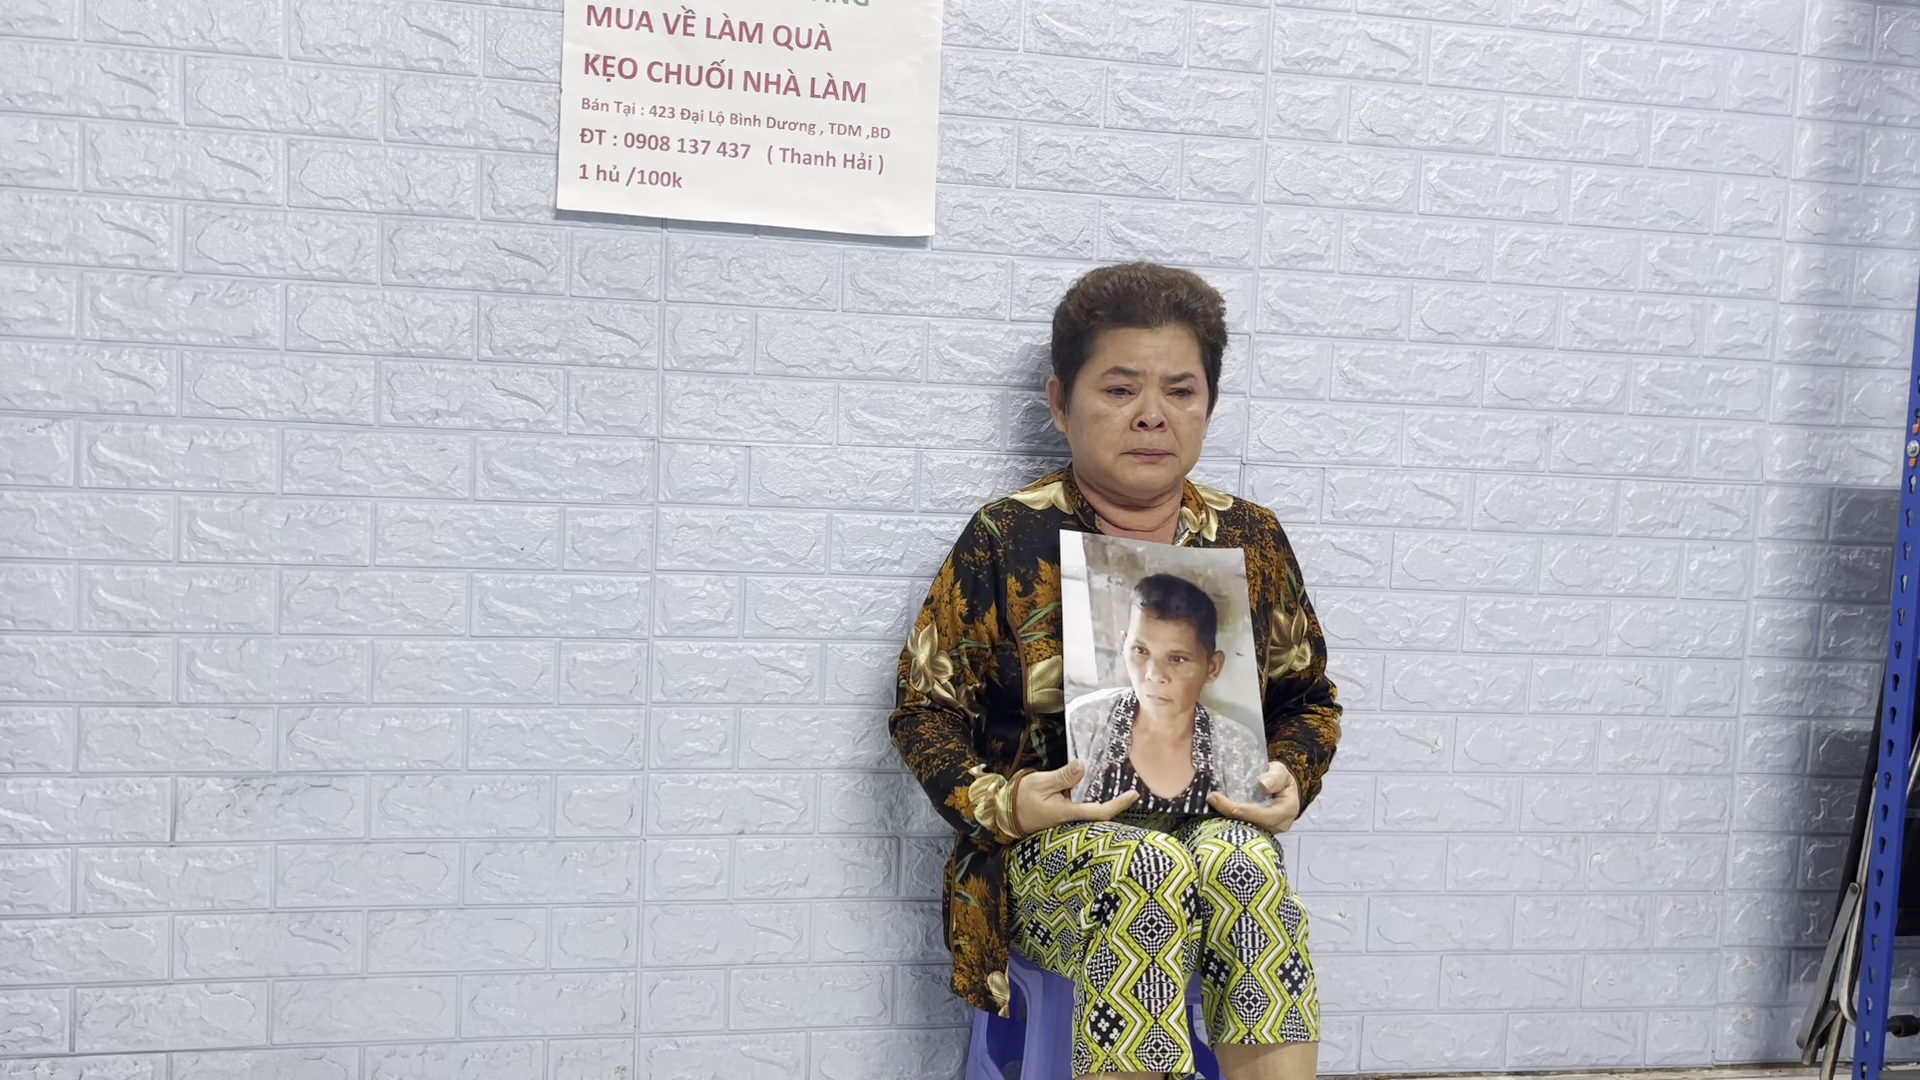 MUA VỀ LÀM QUÀ
KẸO CHUỐI NHÀ LÀM
Bán Tại : 423 Đại Lộ Bình Dương , TDM ,BD
ĐT : 0908 137 437 ( Thanh Hải )
1 hủ /100k